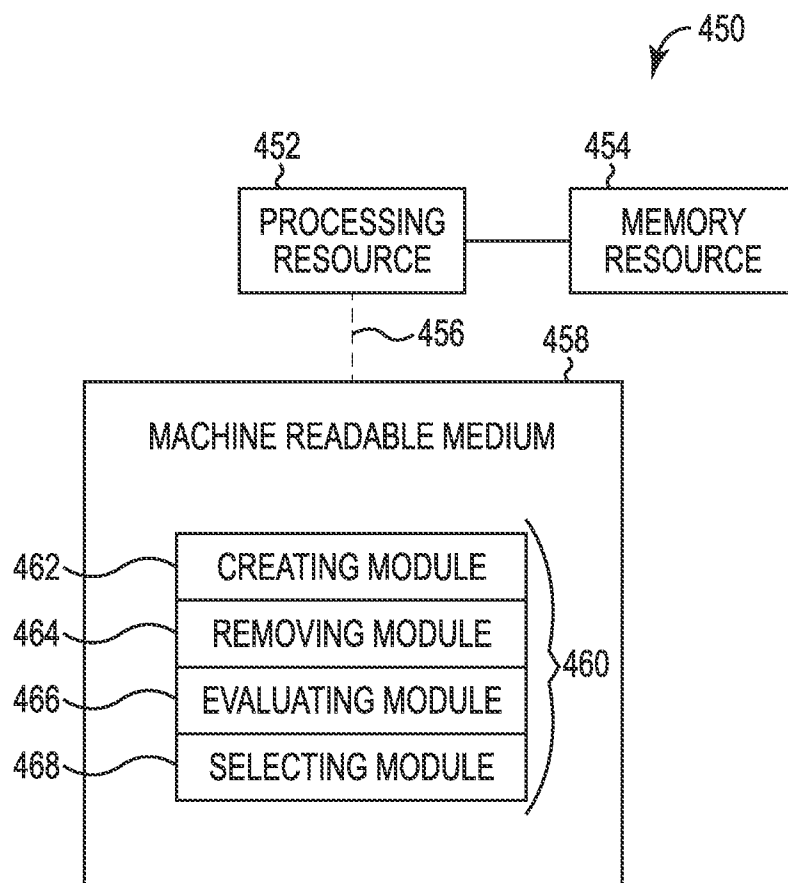 450
452
454
PROCESSING
RESOURCE
MEMORY
RESOURCE
456
458
MACHINE READABLE MEDIUM
462
CREATING MODULE
464
REMOVING MODULE
460
466
EVALUATING MODULE
468
SELECTING MODULE